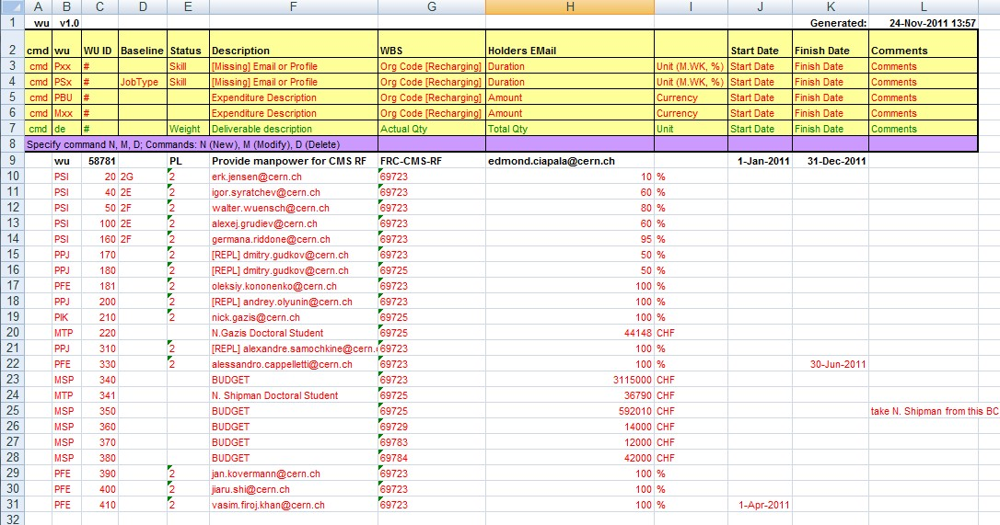 A B C D E F G H I J K L
1 wu v1.0 Generated: 24-Nov-2011 13:57
2 cmd wu WU ID Baseline Status Description WBS Holders EMail Start Date Finish Date Comments
3 cmd Pxx # Skill [Missing] Email or Profile Org Code [Recharging] Duration Unit (M.WK, %) Start Date Finish Date Comments
4 cmd PSx # JobType Skill [Missing] Email or Profile Org Code [Recharging] Duration Unit (M.WK, %) Start Date Finish Date Comments
5 cmd PBU # Expenditure Description Org Code [Recharging] Amount Currency Start Date Finish Date Comments
6 cmd Mxx # Expenditure Description Org Code [Recharging] Amount Currency Start Date Finish Date Comments
7 cmd de # Weight Deliverable description Actual Qty Total Qty Unit Start Date Finish Date Comments
8 Specify command N, M, D; Commands: N (New), M (Modify), D (Delete)
9 wu 58781 PL Provide manpower for CMS RF FRC-CMS-RF edmond.ciapala@cern.ch 1-Jan-2011 31-Dec-2011
10 PSI 20 2G 2 erk.jensen@cern.ch 69723 10 %
11 PSI 40 2E 2 igor.syratchev@cern.ch 69723 60 %
12 PSI 50 2F 2 walter.wuensch@cern.ch 69723 80 %
13 PSI 100 2E 2 alexej.grudiev@cern.ch 69723 60 %
14 PSI 160 2F 2 germana.riddone@cern.ch 69723 95 %
15 PPJ 170 2 [REPL] dmitry.gudkov@cern.ch 69723 50 %
16 PPJ 180 2 [REPL] dmitry.gudkov@cern.ch 69725 50 %
17 PFE 181 2 oleksiy.kononenko@cern.ch 69723 100 %
18 PPJ 200 2 [REPL] andrey.olyunin@cern.ch 69723 100 %
19 PIK 210 2 nick.gazis@cern.ch 69725 100 %
20 MTP 220 N.Gazis Doctoral Student 69725 44148 CHF
21 PPJ 310 2 [REPL] alexandre.samochkine@cern. 69723 100 %
22 PFE 330 2 alessandro.cappelletti@cern.ch 69723 100 % 30-Jun-2011
23 MSP 340 BUDGET 69723 3115000 CHF
24 MTP 341 N. Shipman Doctoral Student 69725 36790 CHF
25 MSP 350 BUDGET 69725 592010 CHF take N. Shipman from this BC
26 MSP 360 BUDGET 69729 14000 CHF
27 MSP 370 BUDGET 69783 12000 CHF
28 MSP 380 BUDGET 69784 42000 CHF
29 PFE 390 2 jan.kovermann@cern.ch 69723 100 %
30 PFE 400 2 jiaru.shi@cern.ch 69723 100 %
31 PFE 410 2 vasim.firoj.khan@cern.ch 69723 100 % 1-Apr-2011
32